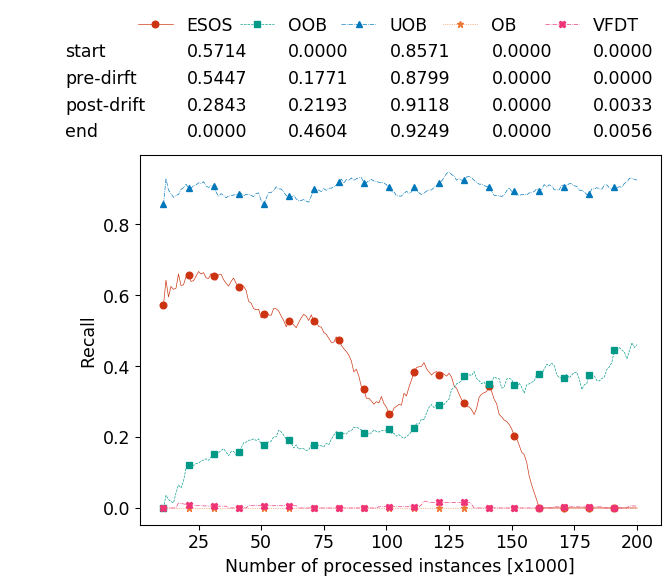 ESOS OOB UOB OB VFDT
start 0.5714 0.0000 0.8571 0.0000 0.0000
pre-dirft 0.5447 0.1771 0.8799 0.0000 0.0000
post-drift 0.2843 0.2193 0.9118 0.0000 0.0033
end 0.0000 0.4604 0.9249 0.0000 0.0056
0.8
0.6
0.4
0.2
0.0
Recall
25 50 75 100 125 150 175 200
Number of processed instances [x1000]